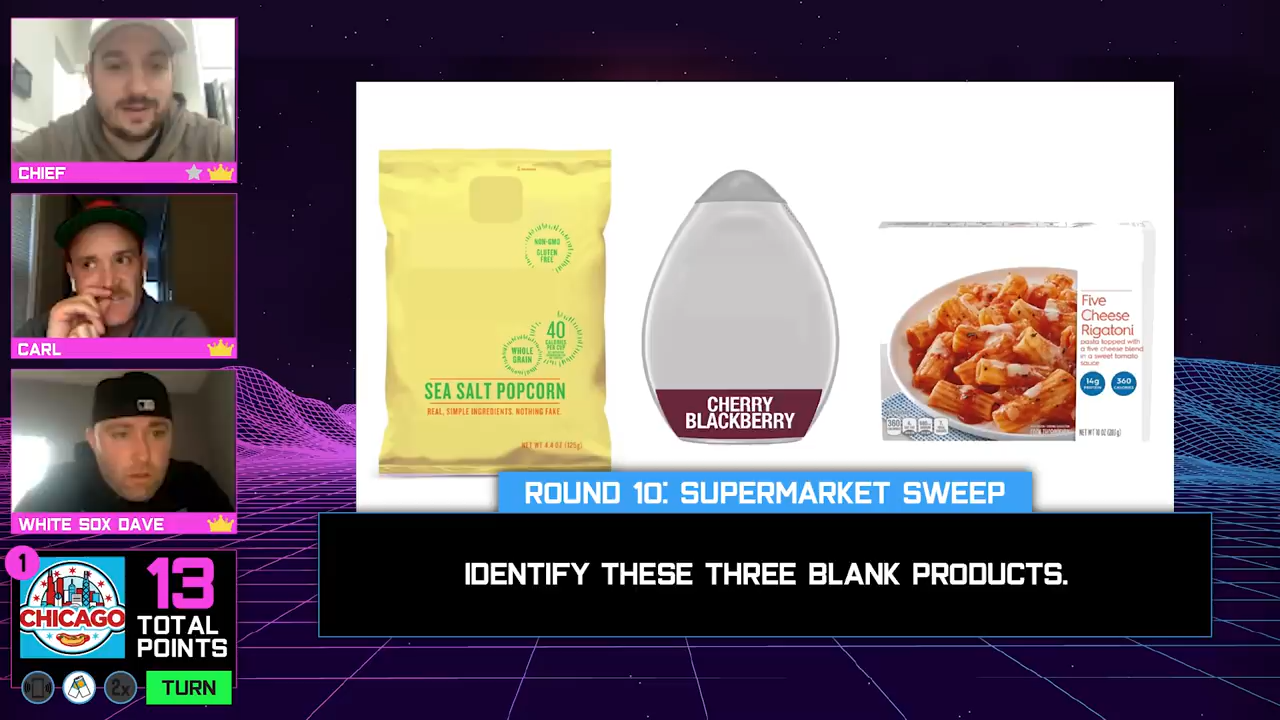 CHIEF
CARL
WHITE SOX DAVE
1
CHICAGO
13
TOTAL
POINTS
2x
TURN
NON-GMO
GLUTEN
FREE
40
CALORIES
PER CUP
WHOLE
GRAIN
SEA SALT POPCORN
REAL, SIMPLE INGREDIENTS. NOTHING FAKE.
NET WT 4.4 OZ (125g)
CHERRY
BLACKBERRY
Five
Cheese
Rigatoni
pasta topped with
a five cheese blend
in a sweet tomato
sauce
14g
PROTEIN
360
CALORIES
360
NET WT 10 OZ (283g)
ROUND 10: SUPERMARKET SWEEP
IDENTIFY THESE THREE BLANK PRODUCTS.